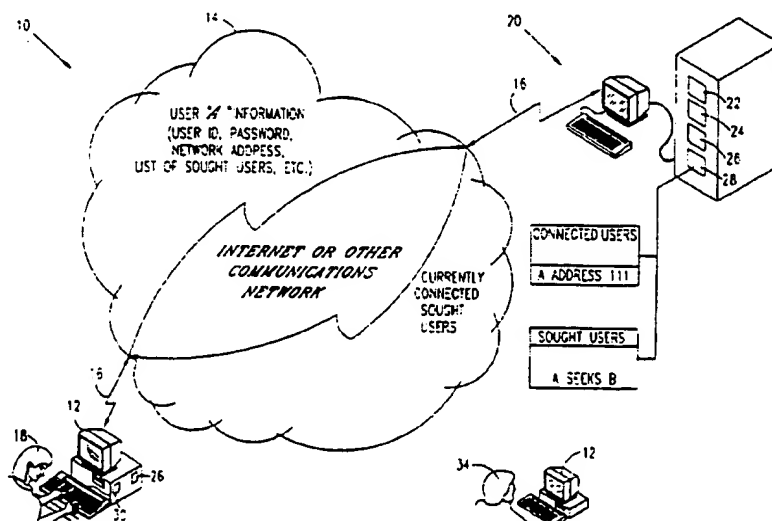 10
14
20
16
22
24
26
28
USER "A" INFORMATION
(USER ID, PASSWORD,
NETWORK ADDRESS,
LIST OF SOUGHT USERS, ETC.)
INTERNET OR OTHER
COMMUNICATIONS
NETWORK
CURRENTLY
CONNECTED
SOUGHT
USERS
CONNECTED USERS
A ADDRESS 111
SOUGHT USERS
A SEEKS B
16
12
18
26
34
12